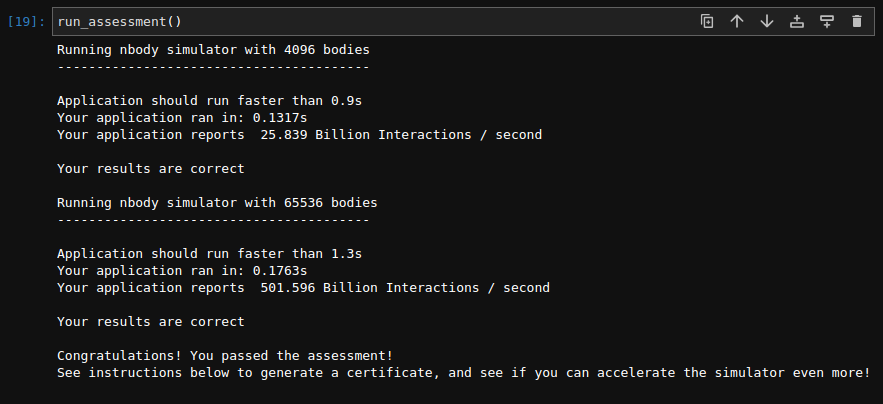 [19]: run_assessment()
Running nbody simulator with 4096 bodies
----------------------------------------
Application should run faster than 0.9s
Your application ran in: 0.1317s
Your application reports  25.839 Billion Interactions / second
Your results are correct
Running nbody simulator with 65536 bodies
----------------------------------------
Application should run faster than 1.3s
Your application ran in: 0.1763s
Your application reports  501.596 Billion Interactions / second
Your results are correct
Congratulations! You passed the assessment!
See instructions below to generate a certificate, and see if you can accelerate the simulator even more!